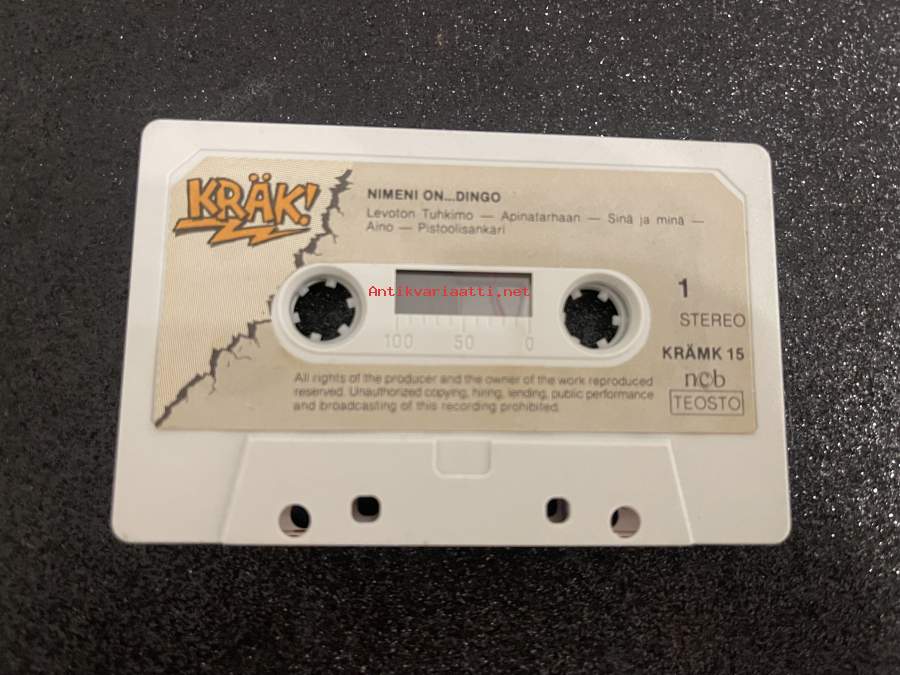 KRÄK!
NIMENI ON...DINGO
Levoton Tuhkimo — Apinatarhaan — Sinä ja minä —
Aino — Pistoolisankari
Antikvariaatti.net
1
STEREO
100 50 0
KRÄMK 15
ncb
TEOSTO
All rights of the producer and the owner of the work reproduced
reserved. Unauthorized copying, hiring, lending, public performance
and broadcasting of this recording prohibited.